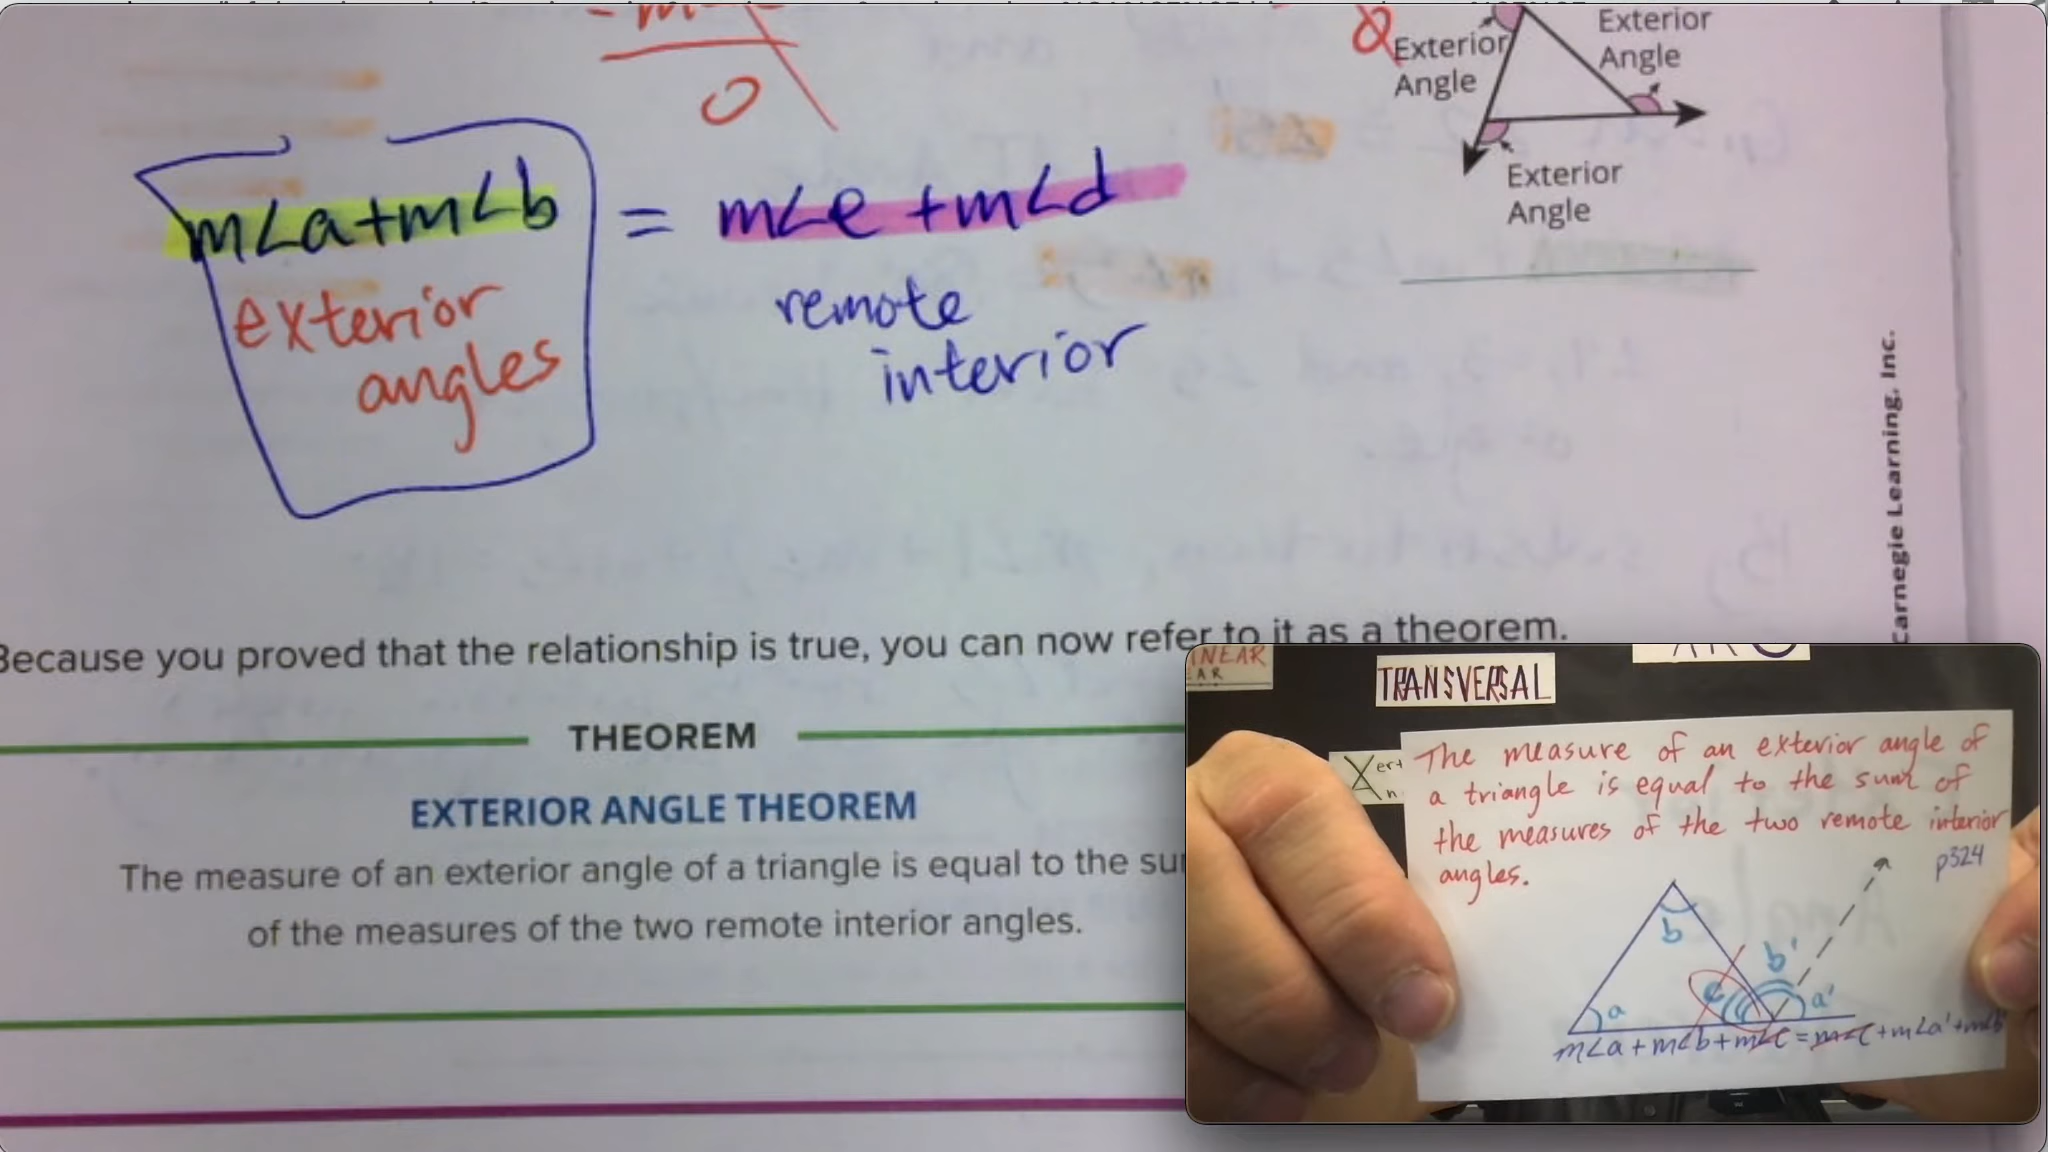 0
Exterior
Angle
Exterior
Angle
Exterior
Angle
m∠a+m∠b = m∠e +m∠d
exterior
angles
remote
interior
Carnegie Learning, Inc.
Because you proved that the relationship is true, you can now refer to it as a theorem.
THEOREM
EXTERIOR ANGLE THEOREM
The measure of an exterior angle of a triangle is equal to the
of the measures of the two remote interior angles.
TRANSVERSAL
The measure of an exterior angle of
a triangle is equal to the sum of
the measures of the two remote interior
angles.
p324
b
b'
a
c
a'
m∠a + m∠b + m∠c = m∠c + m∠a' + m∠b'